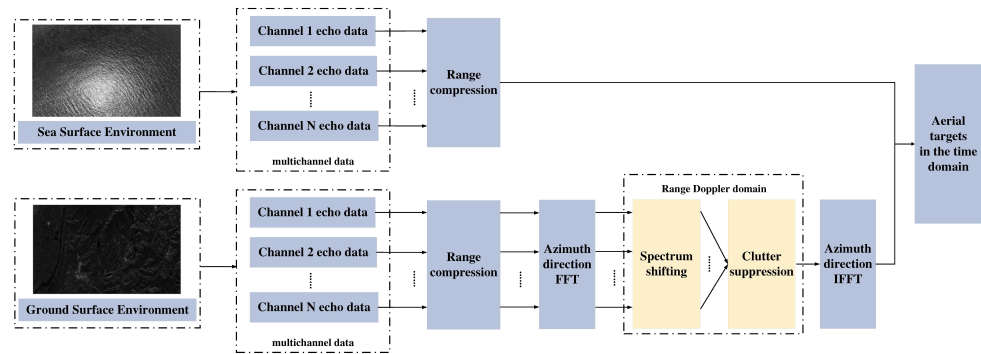 Sea Surface Environment
Channel 1 echo data
Channel 2 echo data
Channel N echo data
multichannel data
Range
compression
Aerial
targets
in the time
domain
Ground Surface Environment
Channel 1 echo data
Channel 2 echo data
Channel N echo data
multichannel data
Range
compression
Azimuth
direction
FFT
Range Doppler domain
Spectrum
shifting
Clutter
suppression
Azimuth
direction
IFFT